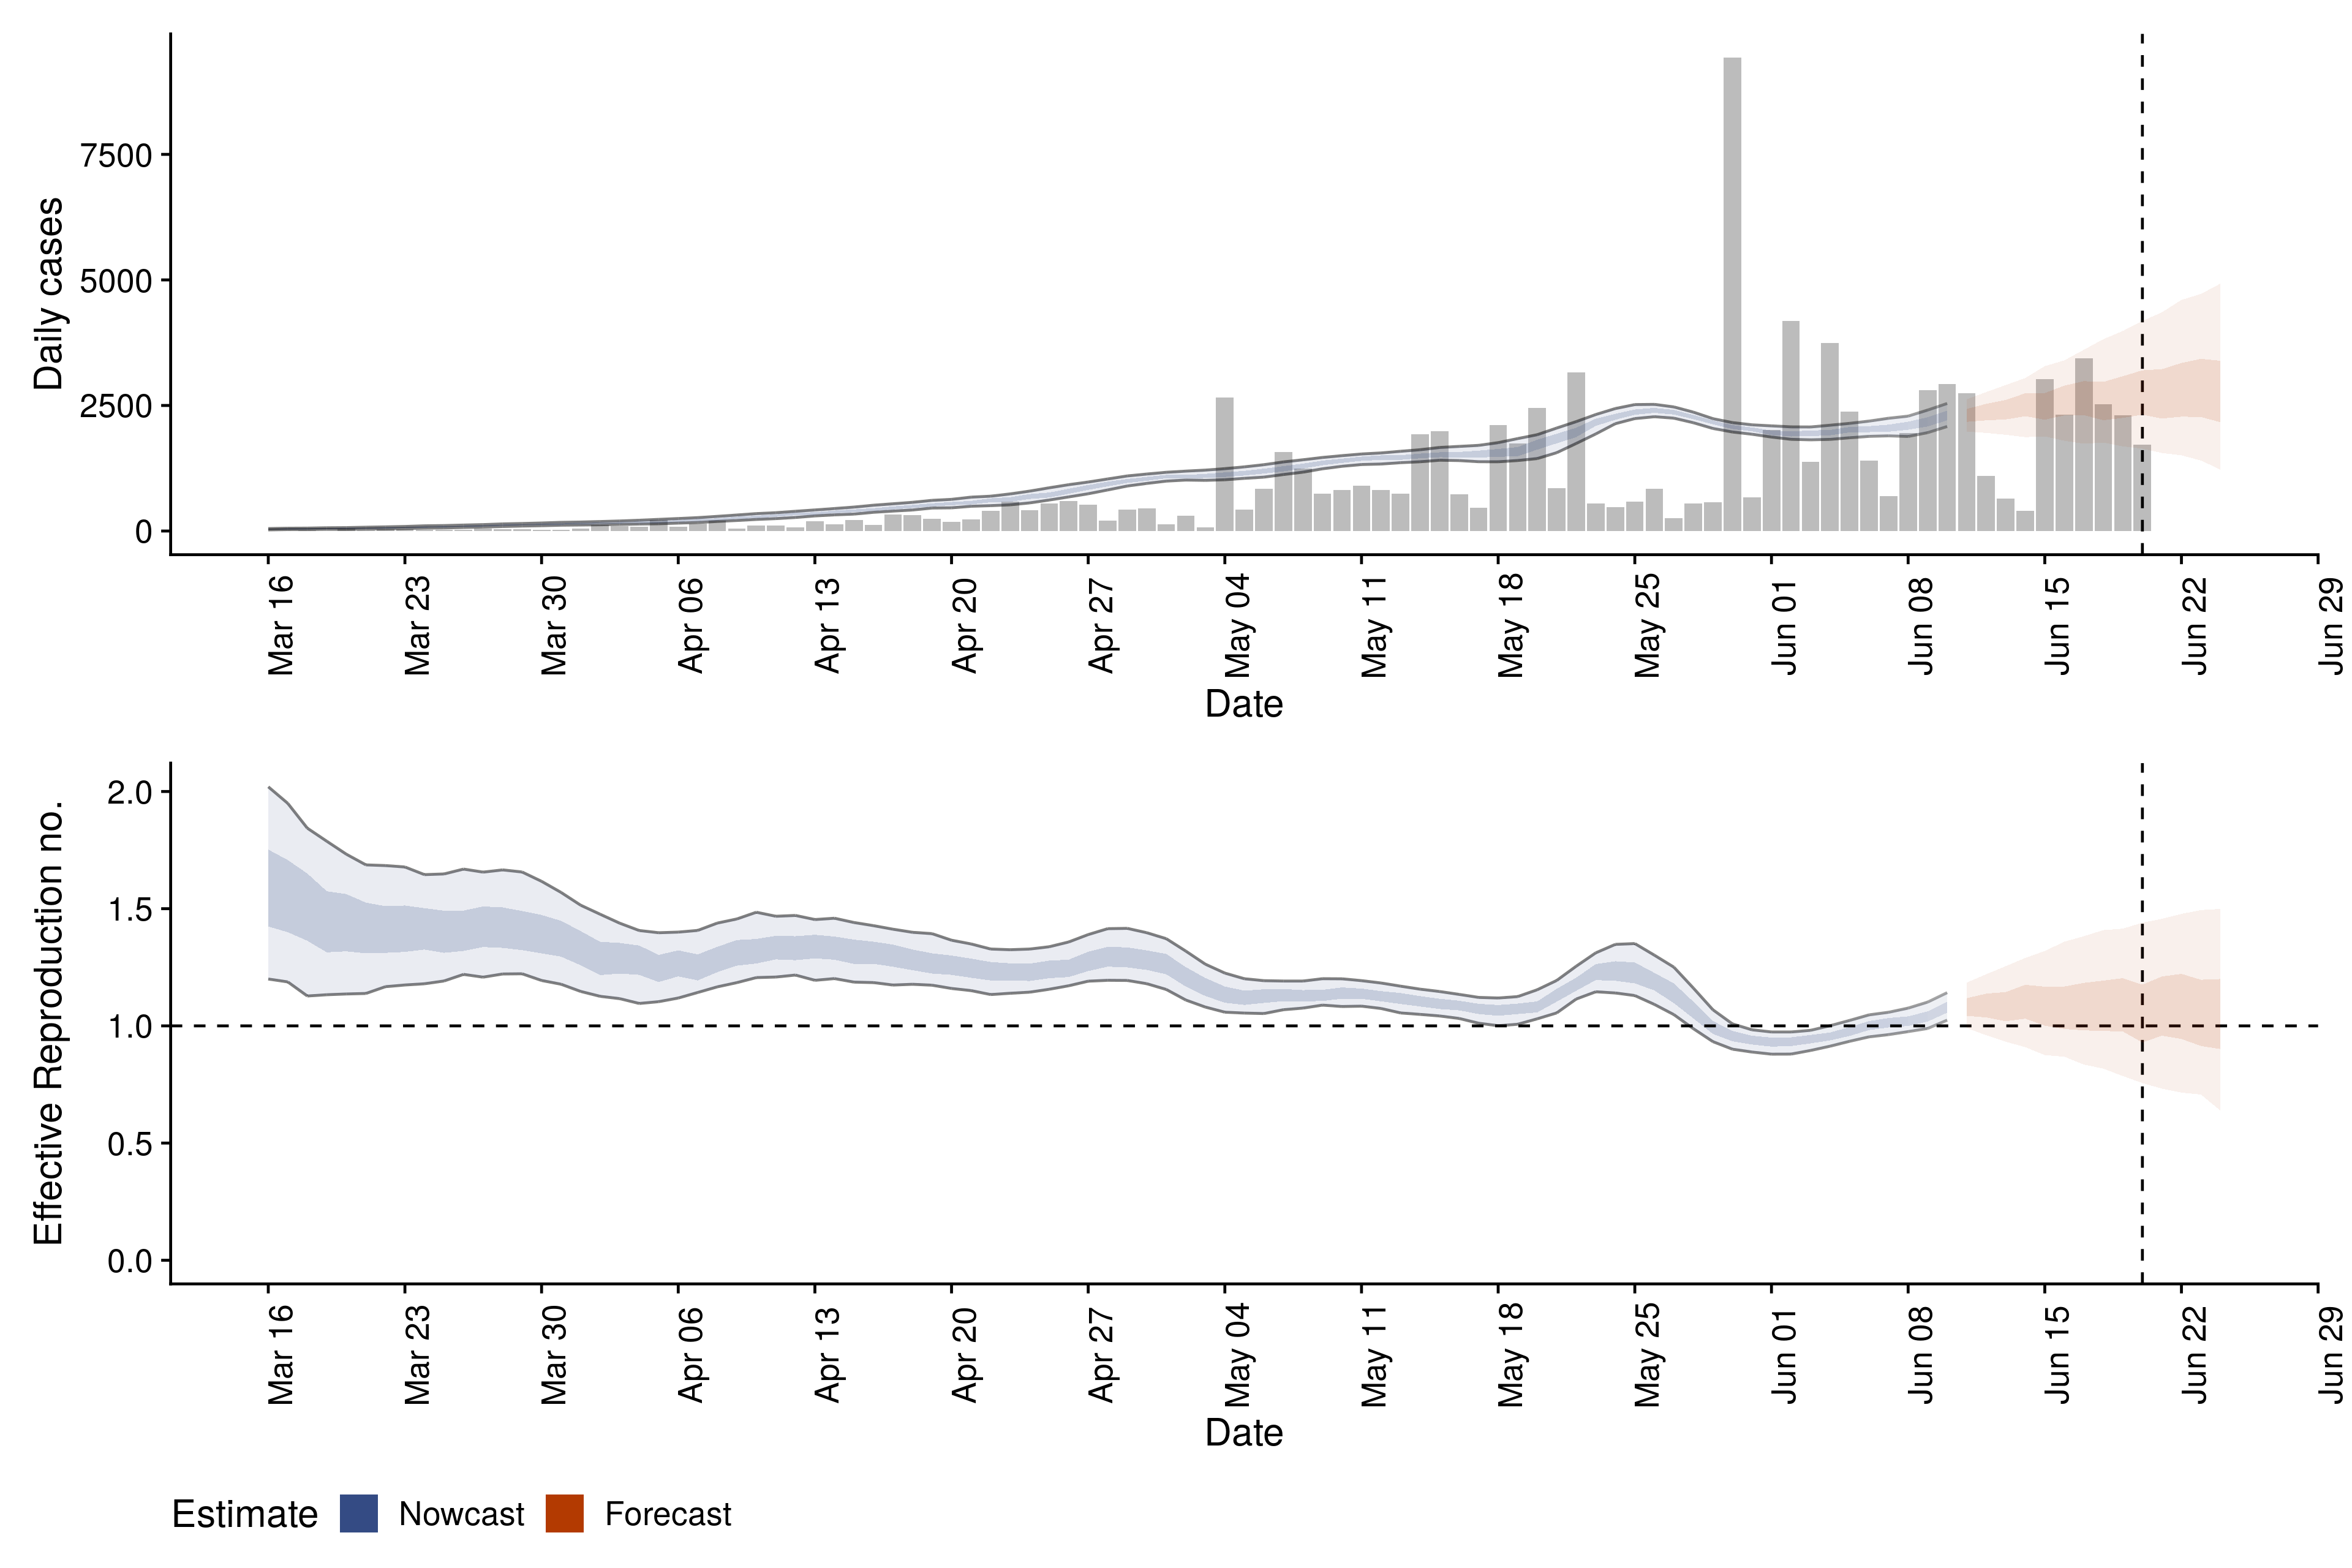 Daily cases
7500
5000
2500
0
Mar 16
Mar 23
Mar 30
Apr 06
Apr 13
Apr 20
Apr 27
May 04
May 11
May 18
May 25
Jun 01
Jun 08
Jun 15
Jun 22
Jun 29
Date
Effective Reproduction no.
2.0
1.5
1.0
0.5
0.0
Mar 16
Mar 23
Mar 30
Apr 06
Apr 13
Apr 20
Apr 27
May 04
May 11
May 18
May 25
Jun 01
Jun 08
Jun 15
Jun 22
Jun 29
Date
Estimate Nowcast Forecast